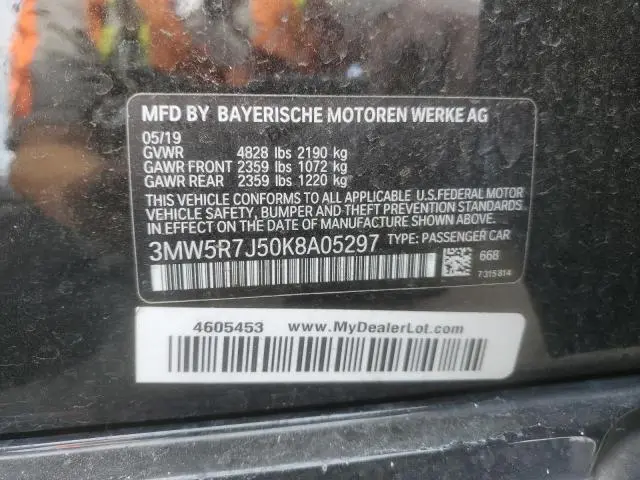 MFD BY BAYERISCHE MOTOREN WERKE AG
05/19
GVWR 4828 lbs 2190 kg
GAWR FRONT 2359 lbs 1072 kg
GAWR REAR 2359 lbs 1220 kg
THIS VEHICLE CONFORMS TO ALL APPLICABLE U.S.FEDERAL MOTOR
VEHICLE SAFETY, BUMPER AND THEFT PREVENTION STANDARDS
IN EFFECT ON THE DATE OF MANUFACTURE SHOWN ABOVE.
3MW5R7J50K8A05297 TYPE: PASSENGER CAR
668
7 315 814
4605453 www.MyDealerLot.com